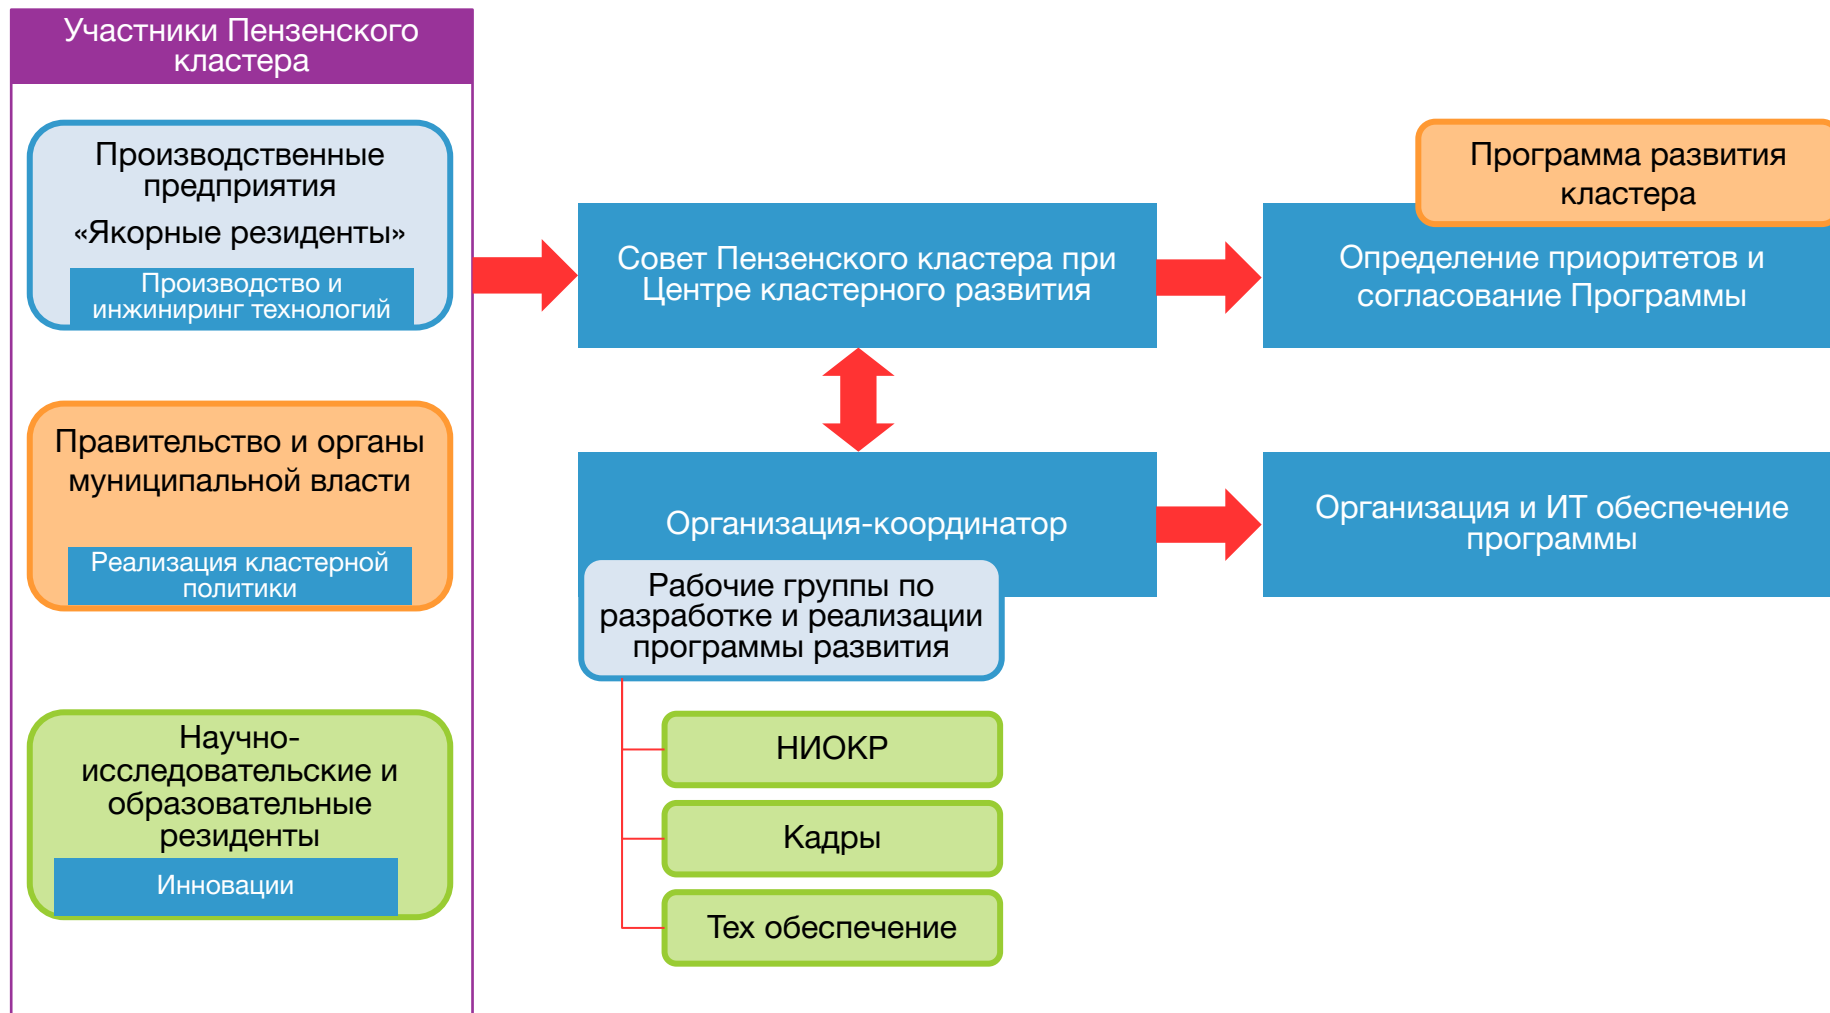 Участники Пензенского
кластера
Производственные
предприятия
«Якорные резиденты»
Производство и
инжиниринг технологий
Правительство и органы
муниципальной власти
Реализация кластерной
политики
Научно-
исследовательские и
образовательные
резиденты
Инновации
Совет Пензенского кластера при
Центре кластерного развития
Программа развития
кластера
Определение приоритетов и
согласование Программы
Организация-координатор
Организация и ИТ обеспечение
программы
Рабочие группы по
разработке и реализации
программы развития
НИОКР
Кадры
Тех обеспечение